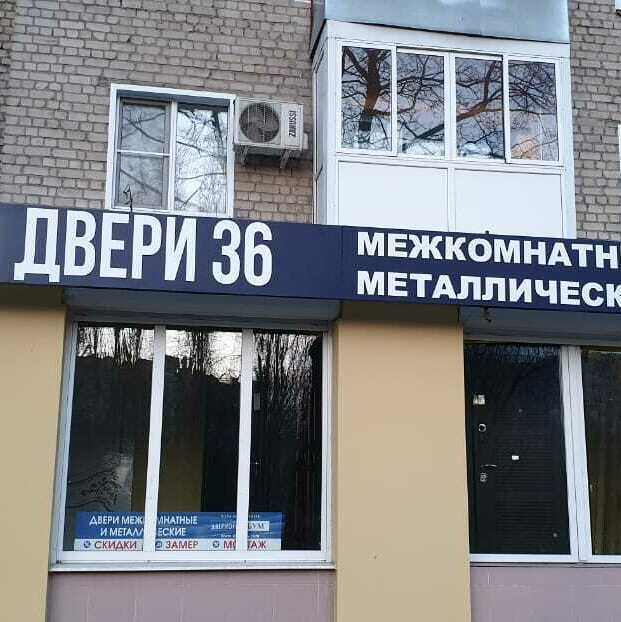 ДВЕРИ 36
МЕЖКОМНАТН
МЕТАЛЛИЧЕСК
ZANUSSI
ДВЕРИ МЕЖКОМНАТНЫЕ
И МЕТАЛЛИЧЕСКИЕ
СКИДКИ ЗАМЕР МОНТАЖ